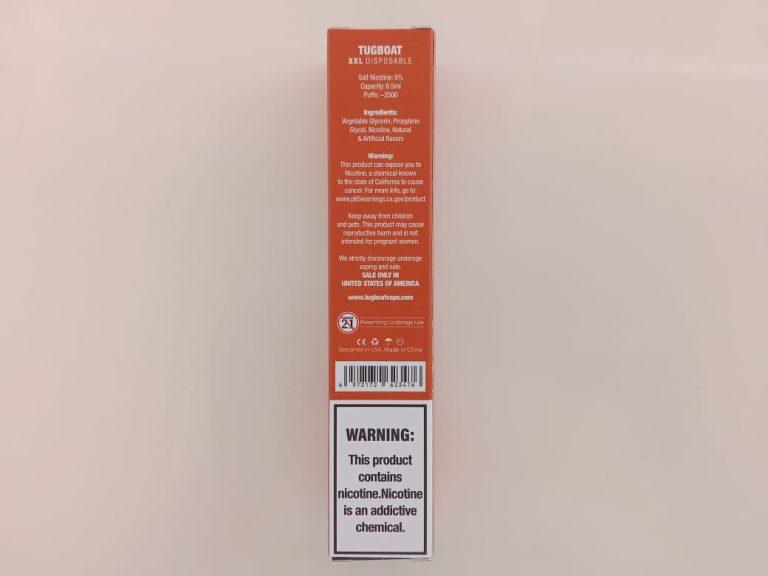 TUGBOAT
XXL DISPOSABLE
Salt Nicotine: 5%
Capacity: 6.5ml
Puffs: ~2500
Ingredients:
Vegetable Glycerin, Propylene
Glycol, Nicotine, Natural
& Artificial flavors
Warning:
This product can expose you to
Nicotine, a chemical known
to the state of California to cause
cancer. For more info, go to:
www.p65warnings.ca.gov/product
Keep away from children
and pets. This product may cause
reproductive harm and is not
intended for pregnant women.
We strictly discourage underage
vaping and sale.
SALE ONLY IN
UNITED STATES OF AMERICA
www.tugboatvape.com
21 Preventing Underage Use
CE
Designed in USA, Made in China
6 972172 623476
WARNING:
This product
contains
nicotine.Nicotine
is an addictive
chemical.